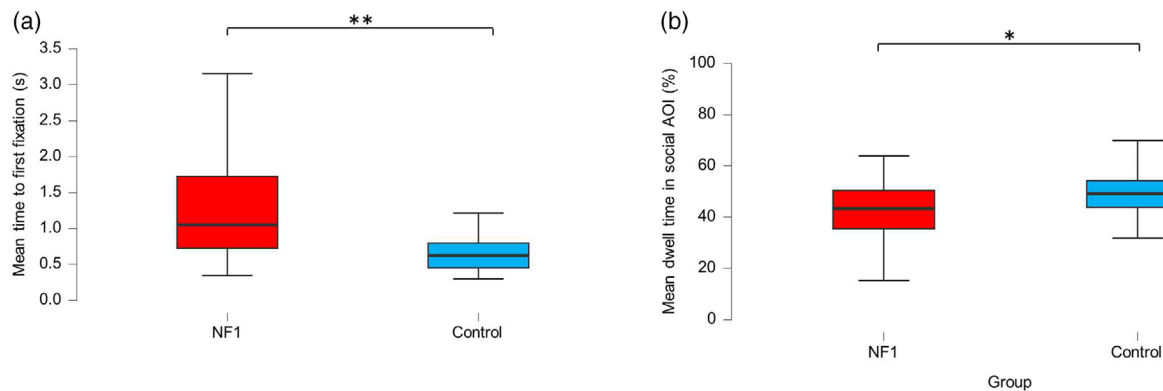 (a)
**
Mean time to first fixation (s)
3.5
3.0
2.5
2.0
1.5
1.0
0.5
0.0
NF1
Control
(b)
*
Mean dwell time in social AOI (%)
100
80
60
40
20
0
NF1
Control
Group